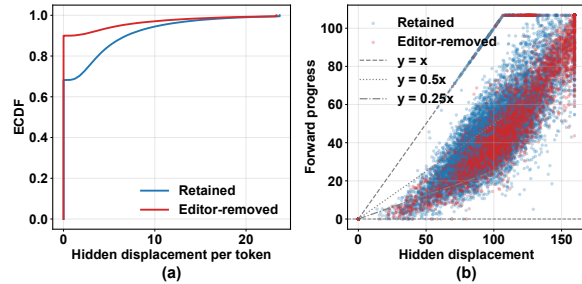 1.0
0.8
0.6
0.4
0.2
0.0
ECDF
Retained
Editor-removed
0
10
20
Hidden displacement per token
(a)
100
80
60
40
20
0
Forward progress
Retained
Editor-removed
y = x
y = 0.5x
y = 0.25x
0
50
100
150
Hidden displacement
(b)